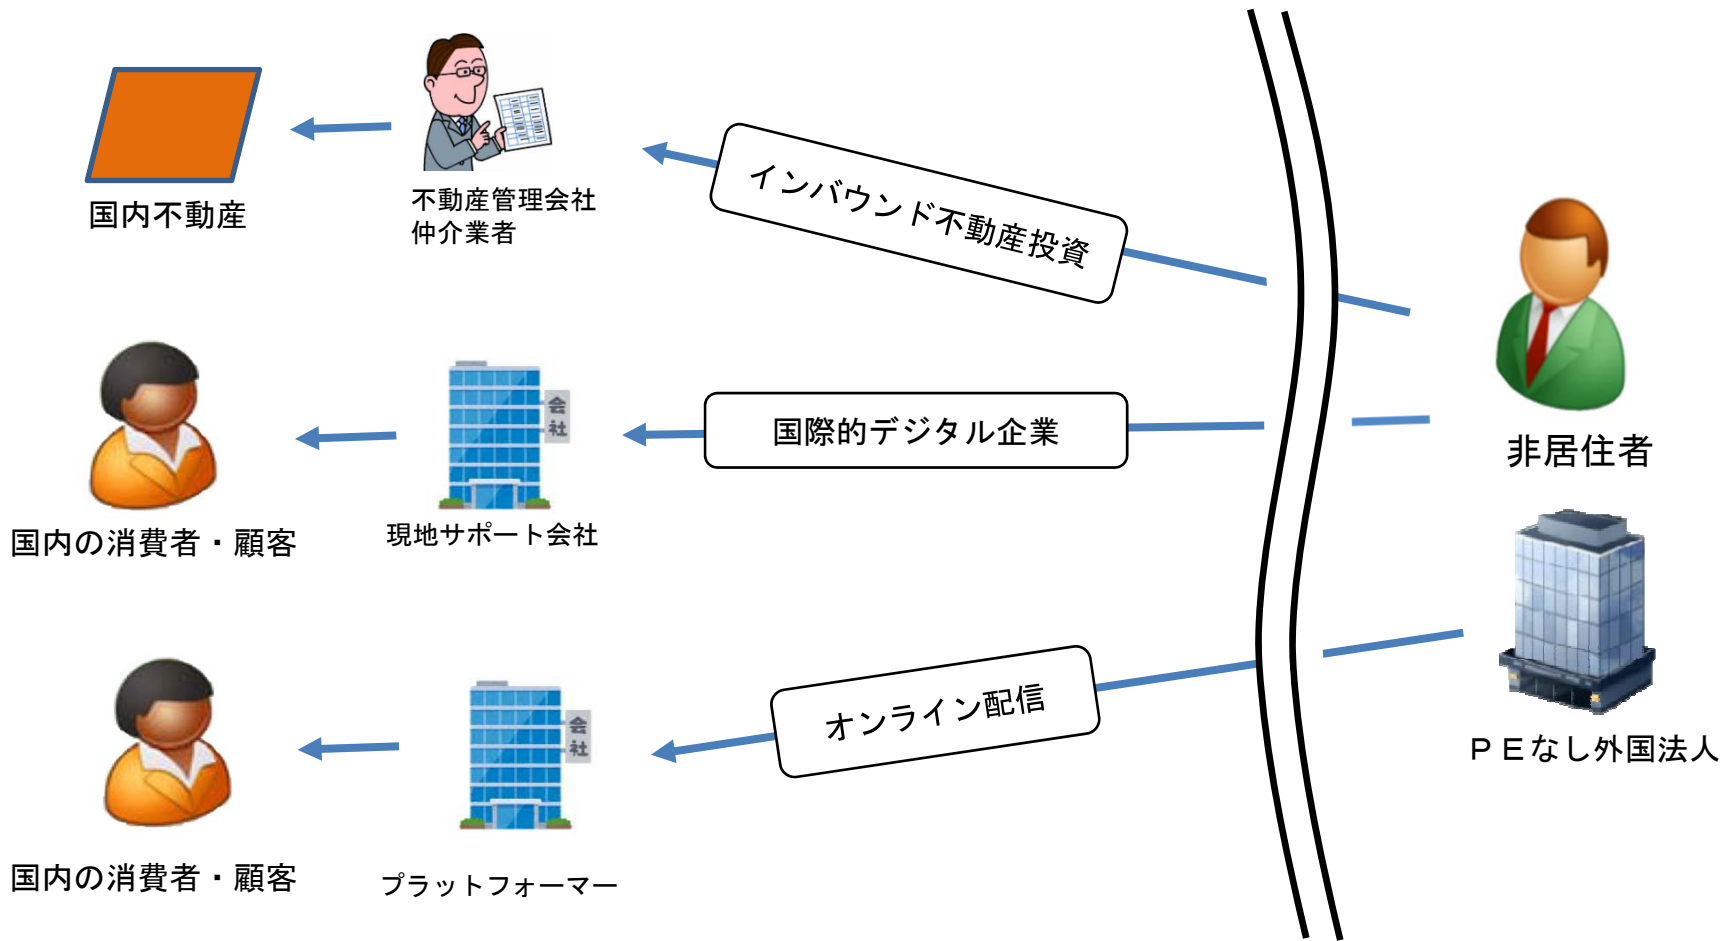 国内不動産
不動産管理会社
仲介業者
インバウンド不動産投資
国内の消費者・顧客
会社
現地サポート会社
国際的デジタル企業
非居住者
国内の消費者・顧客
会社
プラットフォーマー
オンライン配信
ＰＥなし外国法人